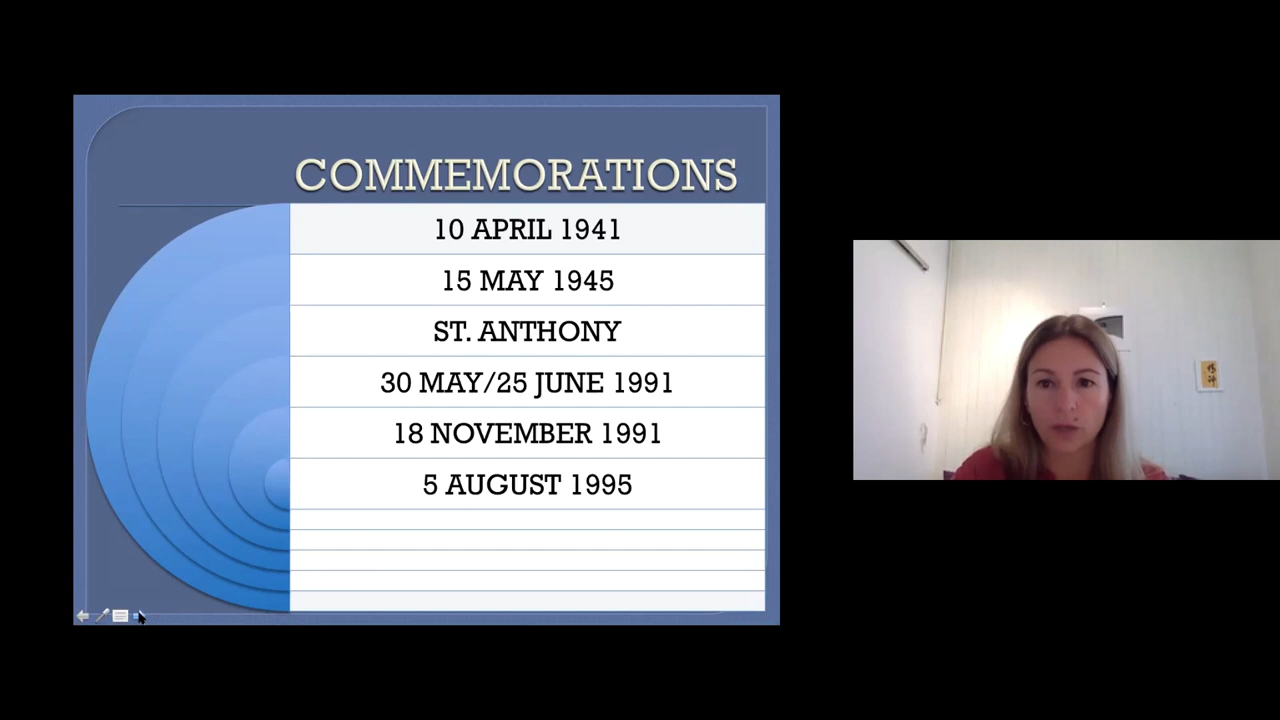 COMMEMORATIONS
10 APRIL 1941
15 MAY 1945
ST. ANTHONY
30 MAY/25 JUNE 1991
18 NOVEMBER 1991
5 AUGUST 1995